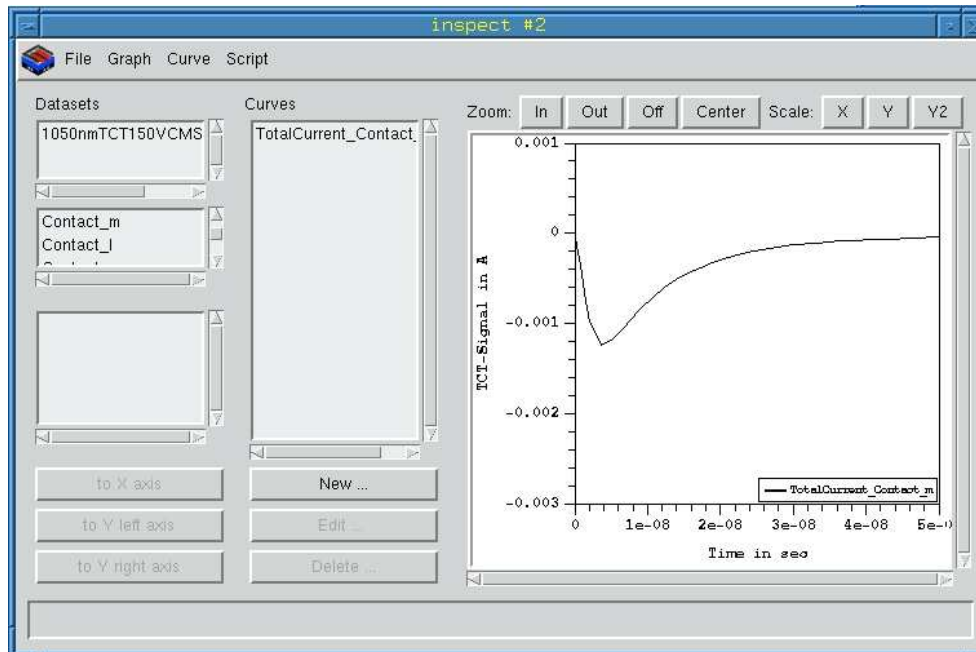 inspect #2
File Graph Curve Script
Datasets
1050nmTCT150VCMS
Contact_m
Contact_l
to X axis
to Y left axis
to Y right axis
Curves
TotalCurrent_Contact_
New ...
Edit ...
Delete ...
Zoom: In Out Off Center Scale: X Y Y2
TCT-Signal in A
0.001
0
-0.001
-0.002
-0.003
TotalCurrent_Contact_m
0 1e-08 2e-08 3e-08 4e-08 5e-
Time in sec